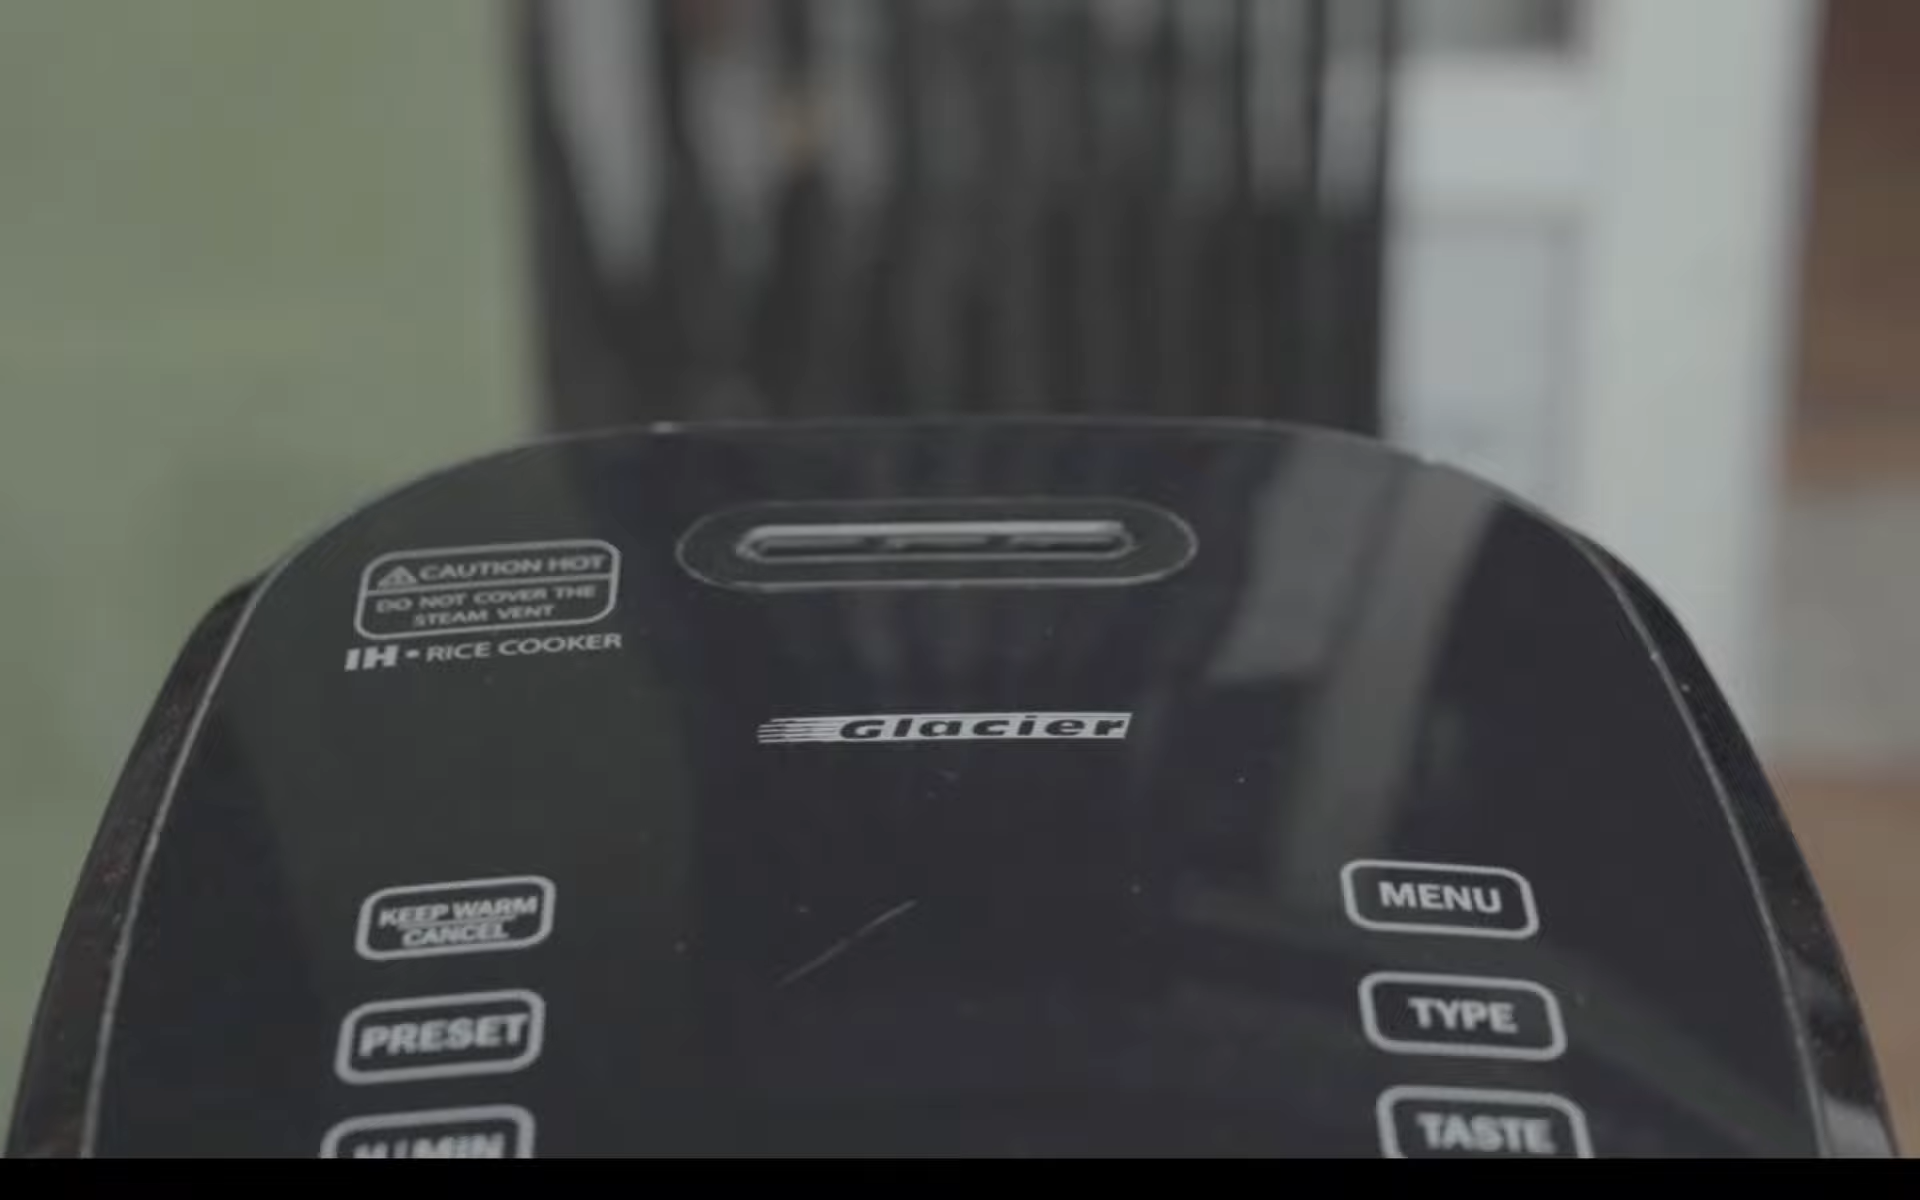 CAUTION HOT
DO NOT COVER THE
STEAM VENT
IH • RICE COOKER
Glacier
KEEP WARM
CANCEL
MENU
PRESET
TYPE
H / MIN
TASTE